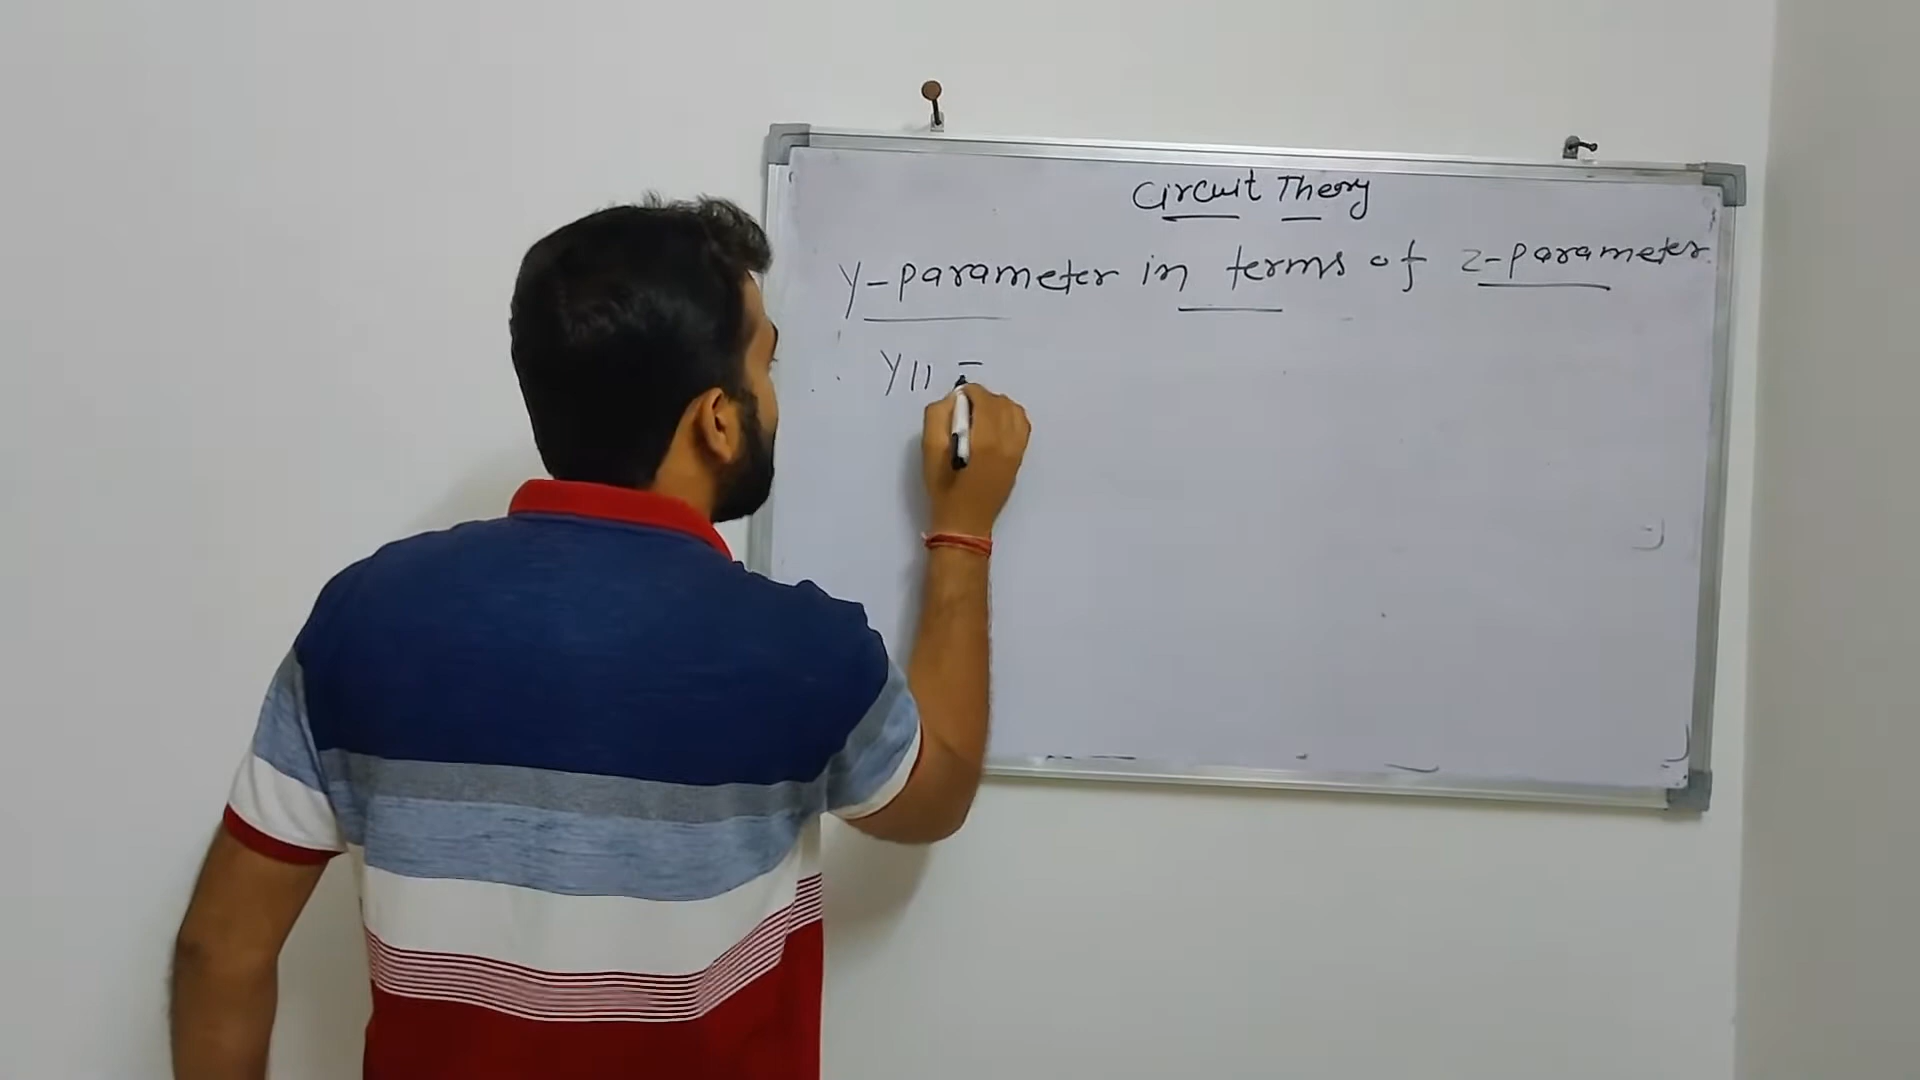 Circuit Theory
Y-parameter in terms of Z-parameter.
Y11 =